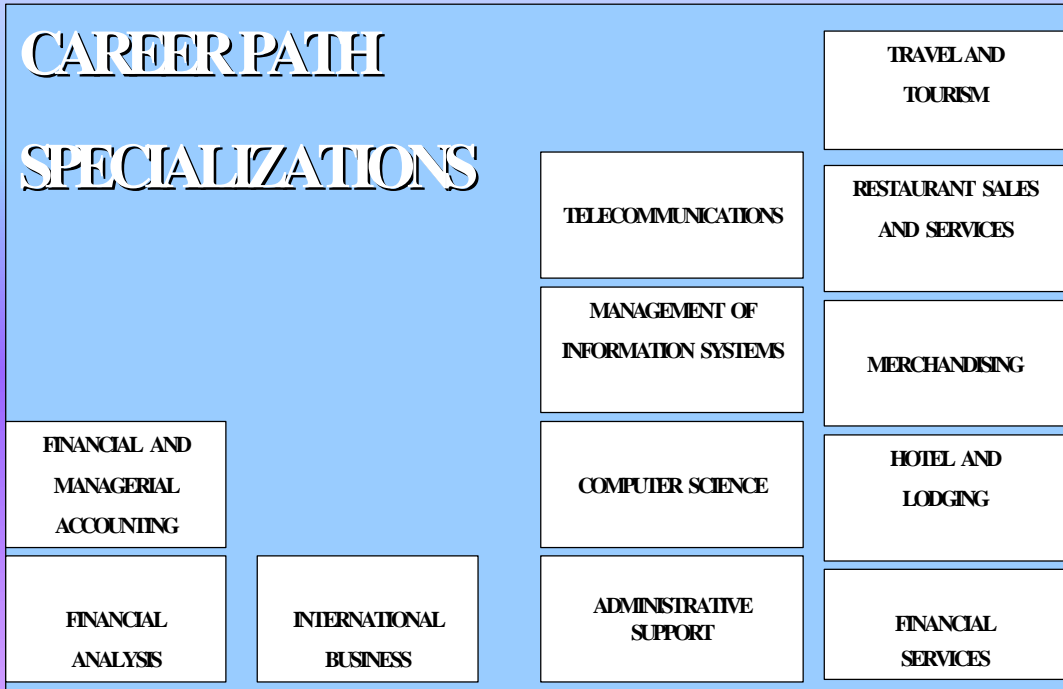 CAREER PATH
SPECIALIZATIONS
TRAVEL AND
TOURISM
TELECOMMUNICATIONS
RESTAURANT SALES
AND SERVICES
MANAGEMENT OF
INFORMATION SYSTEMS
MERCHANDISING
FINANCIAL AND
MANAGERIAL
ACCOUNTING
COMPUTER SCIENCE
HOTEL AND
LODGING
FINANCIAL
ANALYSIS
INTERNATIONAL
BUSINESS
ADMINISTRATIVE
SUPPORT
FINANCIAL
SERVICES